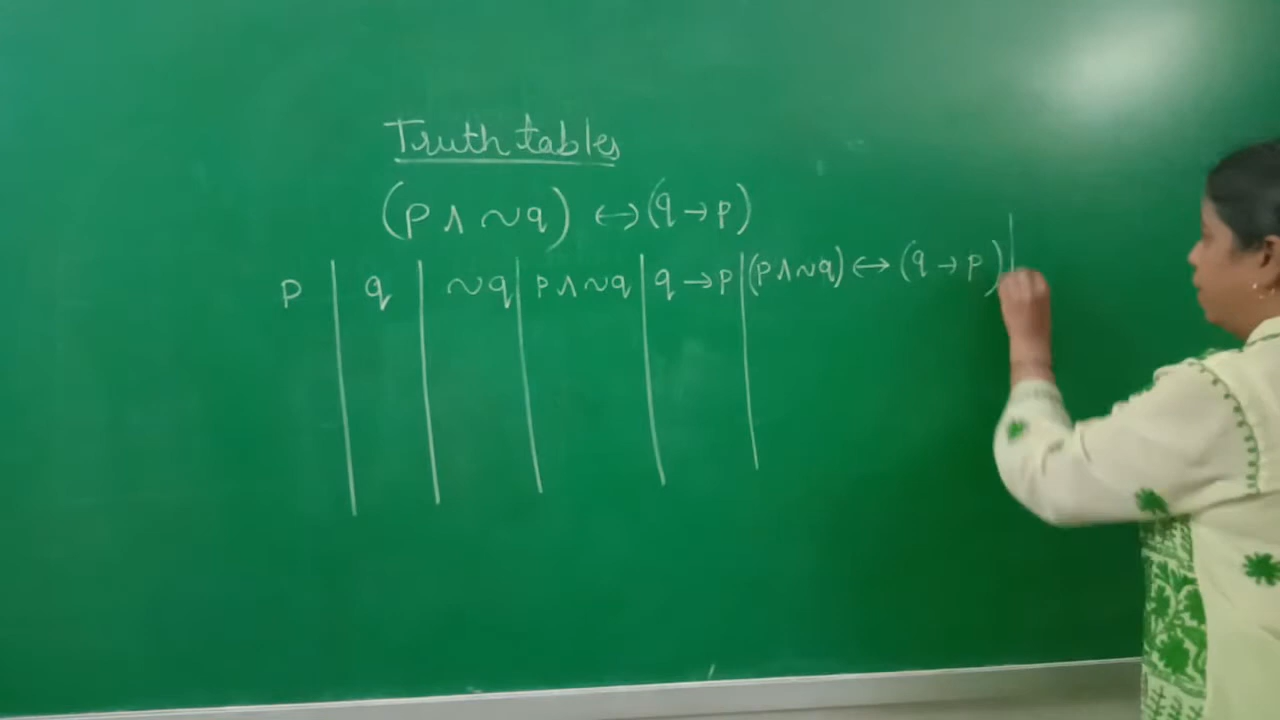 Truth tables
(p ∧ ~q) ↔ (q → p)
p | q | ~q | p ∧ ~q | q → p | (p ∧ ~q) ↔ (q → p) |